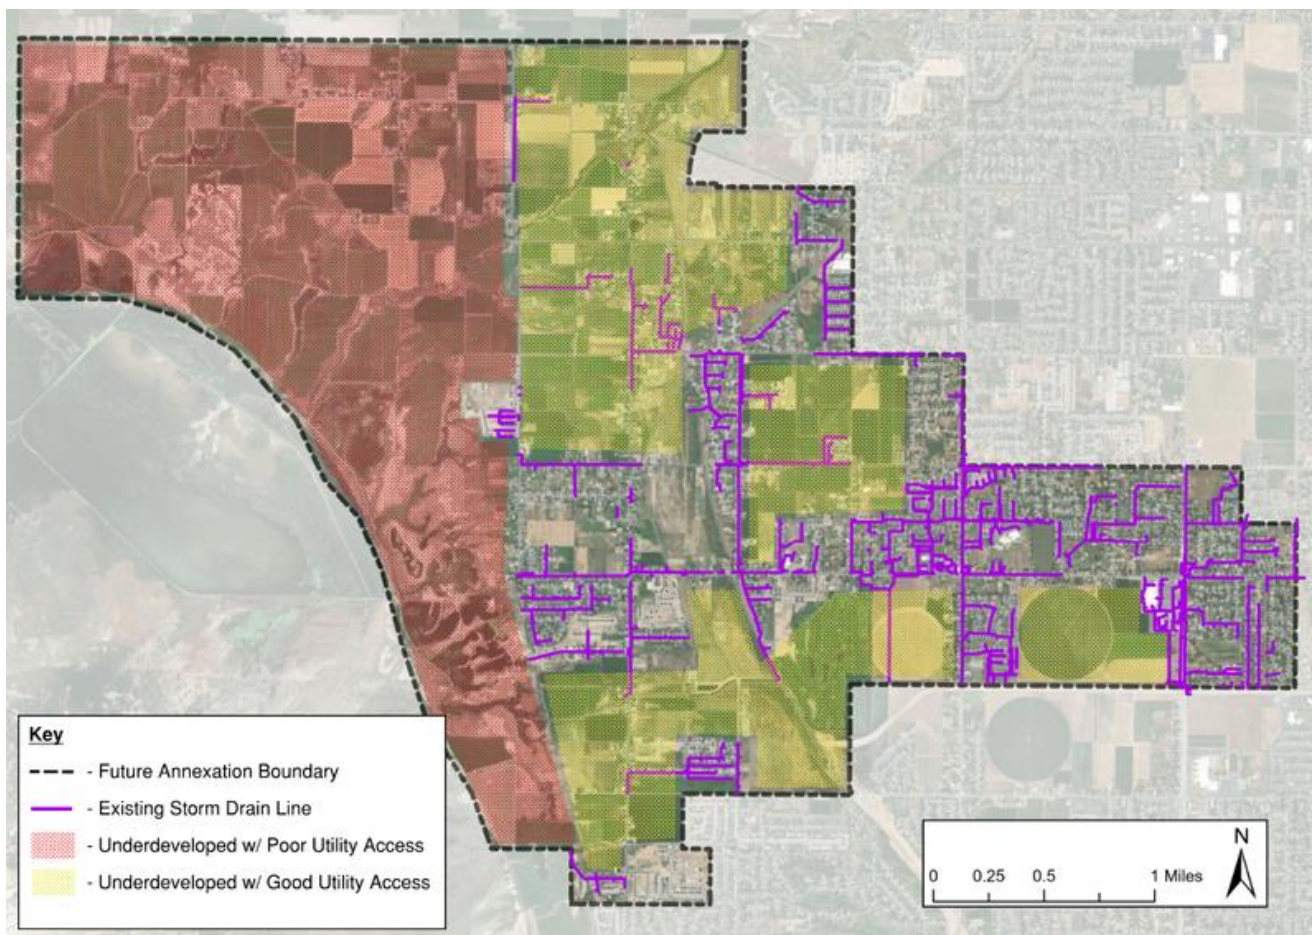 Key
- Future Annexation Boundary
- Existing Storm Drain Line
- Underdeveloped w/ Poor Utility Access
- Underdeveloped w/ Good Utility Access
N
0 0.25 0.5 1 Miles